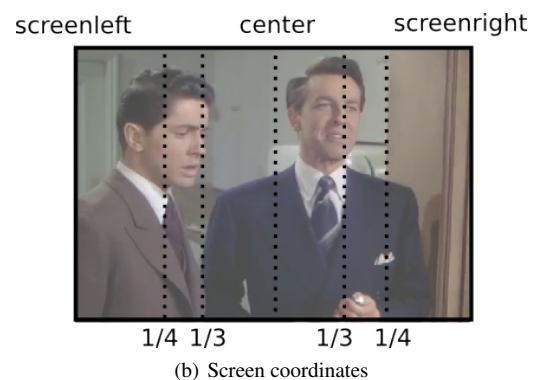 screenleft center screenright
1/4 1/3 1/3 1/4
(b) Screen coordinates